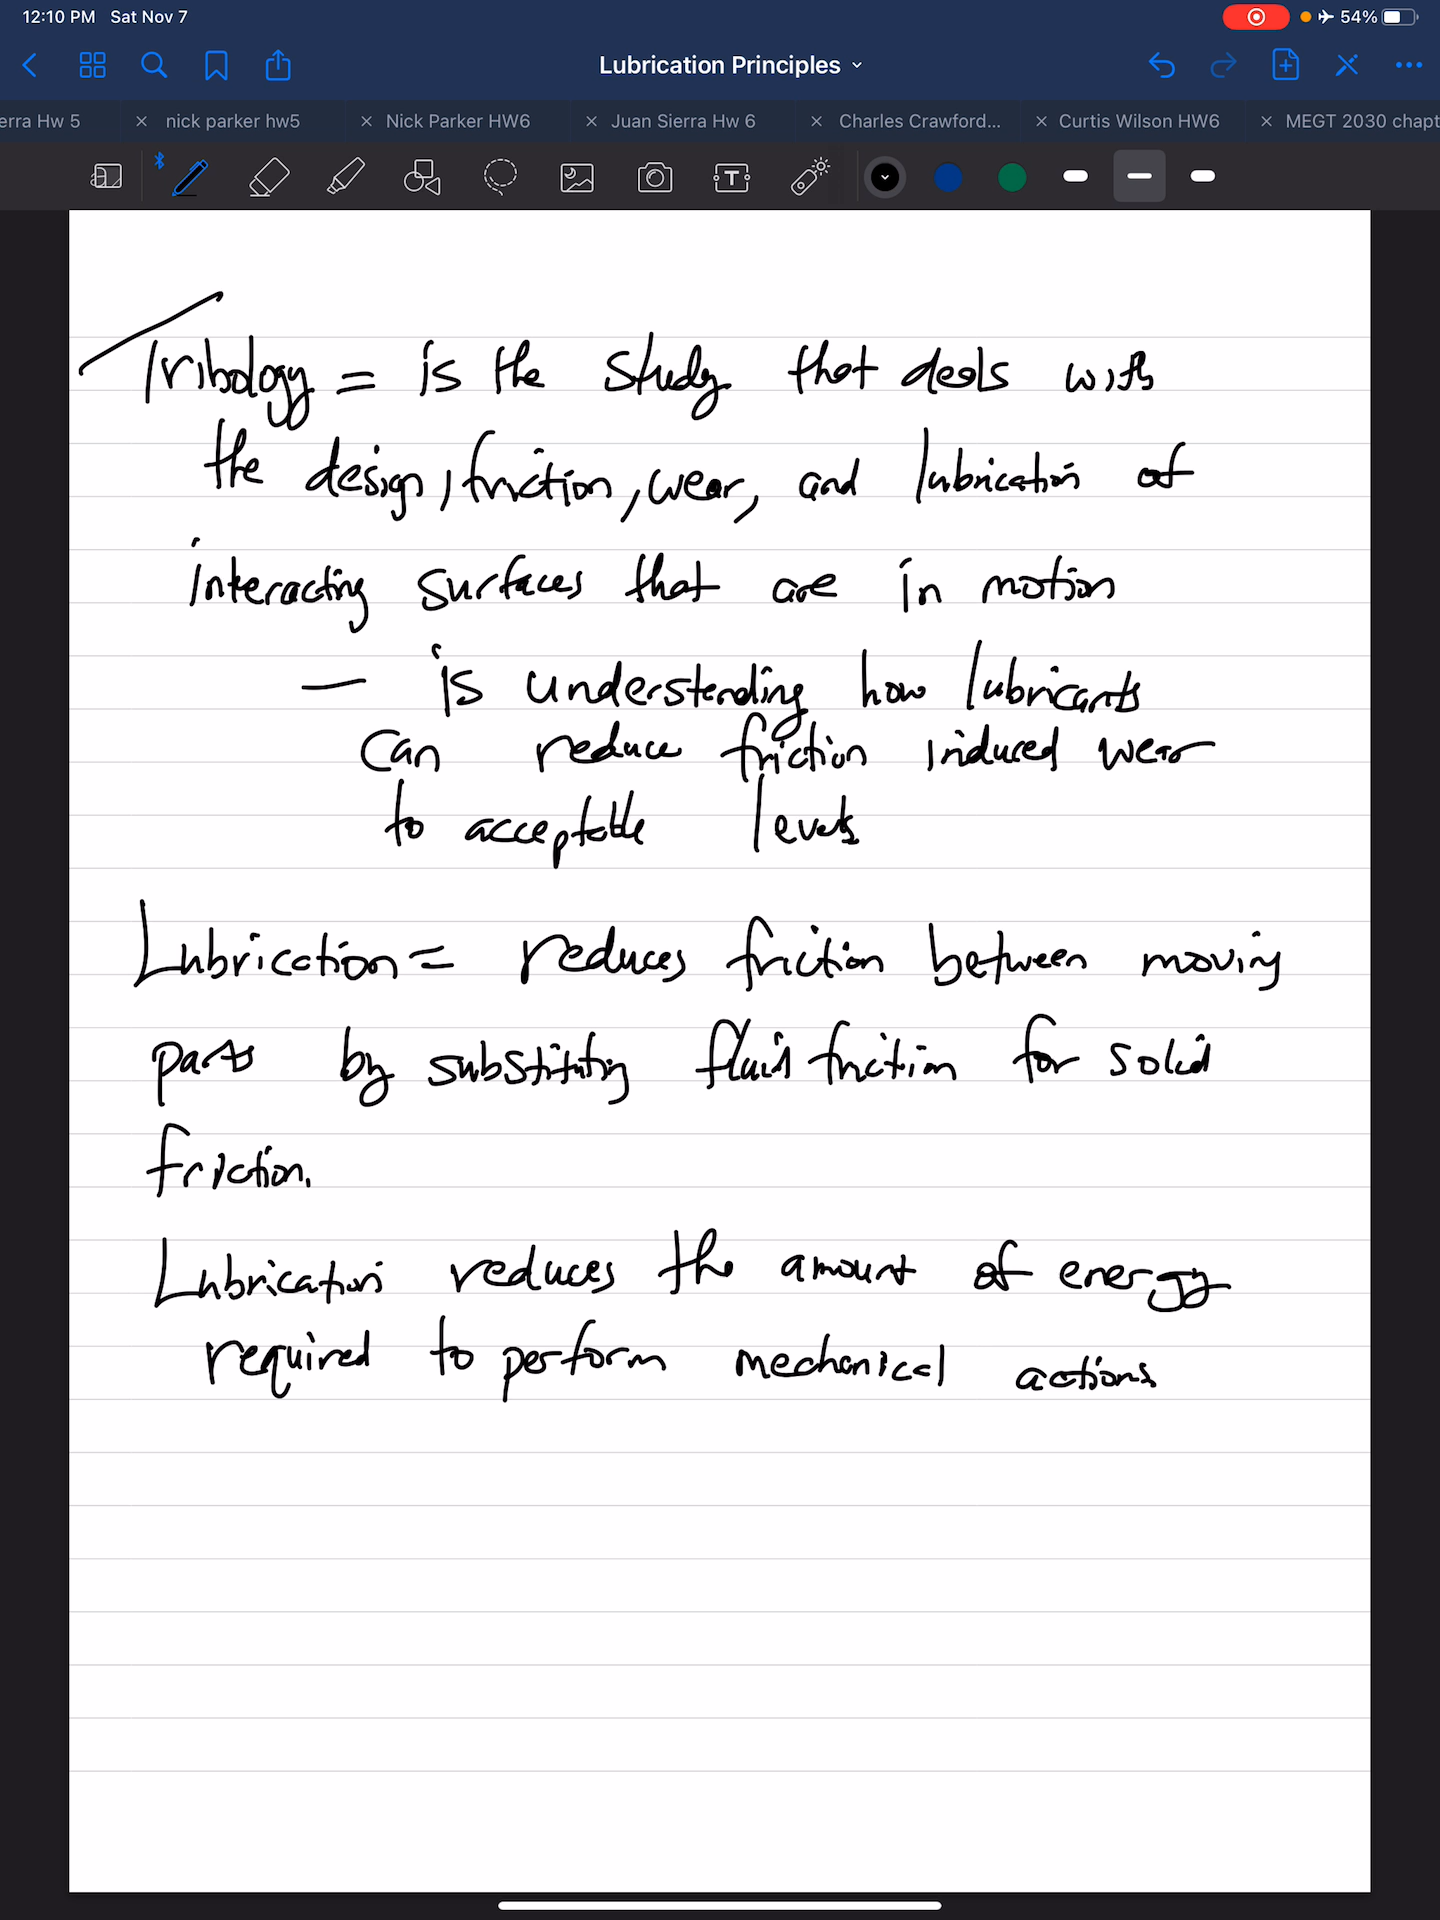 12:10 PM Sat Nov 7 54%
Lubrication Principles
erra Hw 5 × nick parker hw5 × Nick Parker HW6 × Juan Sierra Hw 6 × Charles Crawford... × Curtis Wilson HW6 × MEGT 2030 chapt
Tribology = is the study that deals with
the design, friction, wear, and lubrication of
interacting surfaces that are in motion
— is understanding how lubricants
can reduce friction induced wear
to acceptable levels
Lubrication = reduces friction between moving
parts by substituting fluid friction for solid
friction.
Lubrication reduces the amount of energy
required to perform mechanical actions